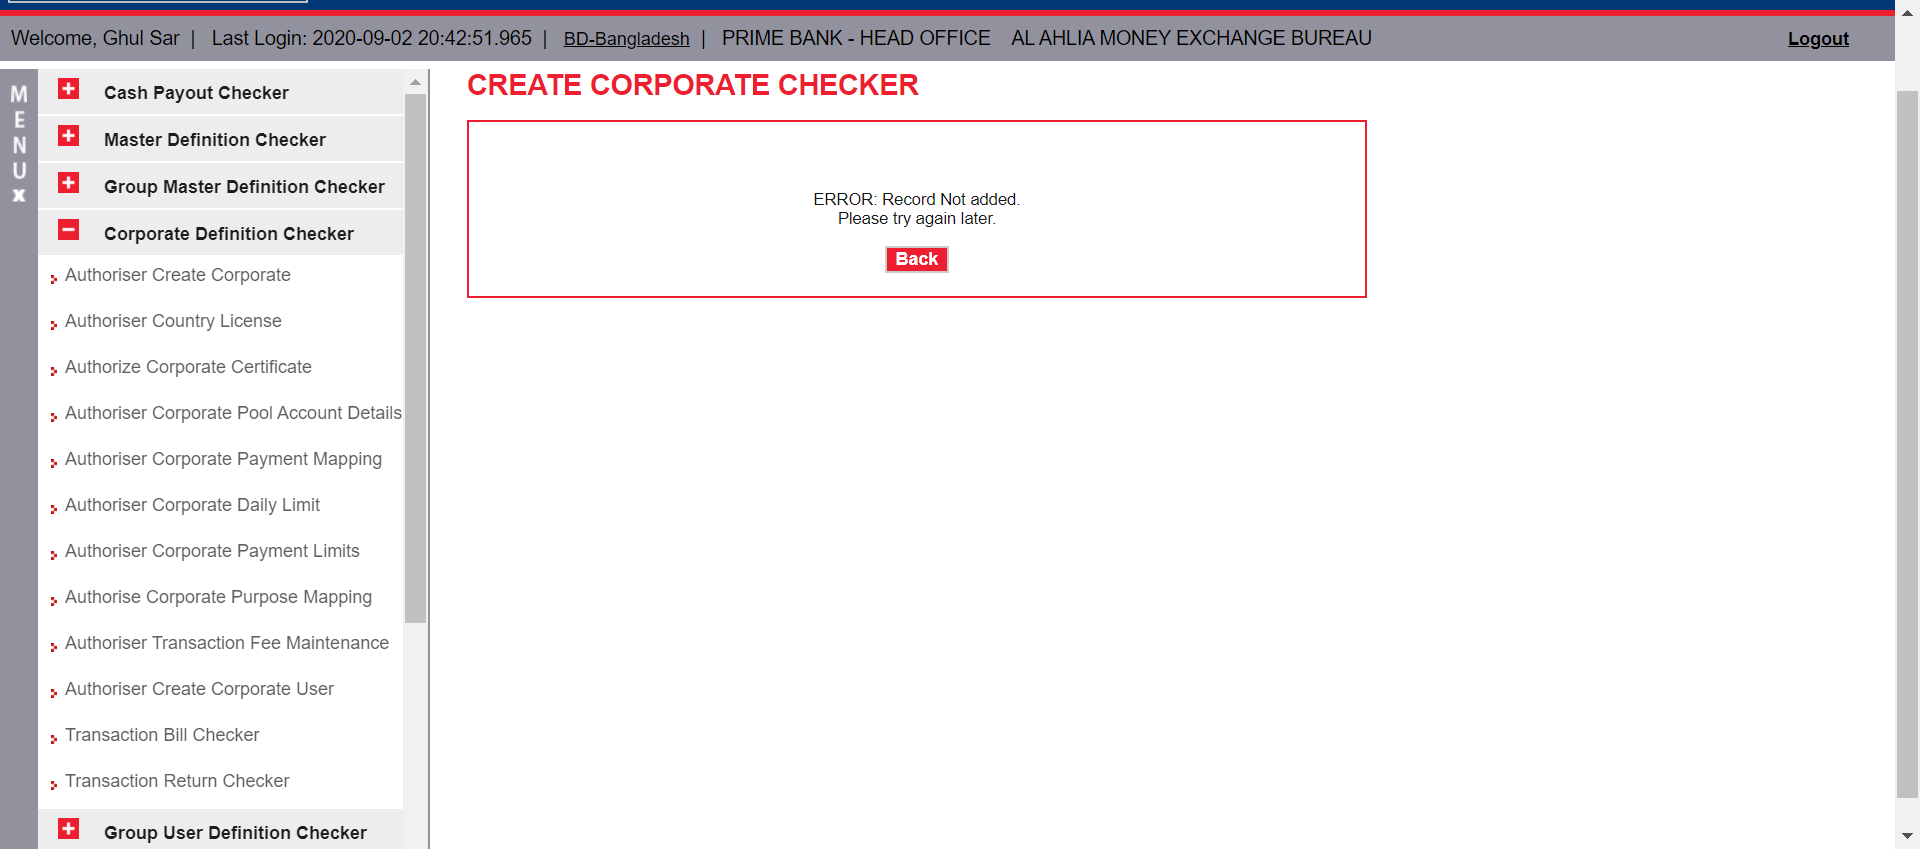 Welcome, Ghul Sar | Last Login: 2020-09-02 20:42:51.965 | BD-Bangladesh | PRIME BANK - HEAD OFFICE AL AHLIA MONEY EXCHANGE BUREAU Logout
MENU x
Cash Payout Checker
Master Definition Checker
Group Master Definition Checker
Corporate Definition Checker
Authoriser Create Corporate
Authoriser Country License
Authorize Corporate Certificate
Authoriser Corporate Pool Account Details
Authoriser Corporate Payment Mapping
Authoriser Corporate Daily Limit
Authoriser Corporate Payment Limits
Authorise Corporate Purpose Mapping
Authoriser Transaction Fee Maintenance
Authoriser Create Corporate User
Transaction Bill Checker
Transaction Return Checker
Group User Definition Checker
CREATE CORPORATE CHECKER
ERROR: Record Not added.
Please try again later.
Back